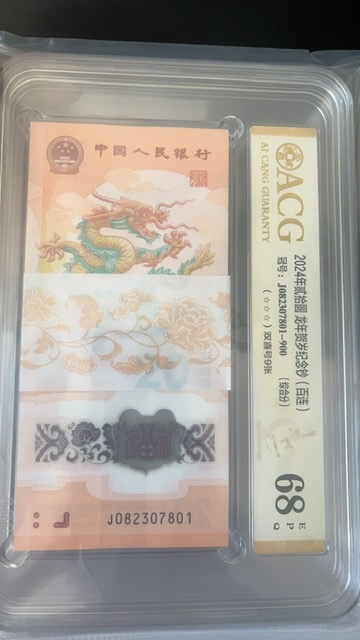 中国人民银行
J082307801
ACG
AI CANG GUARANTY
2024年贰拾圆 龙年贺岁纪念钞（百连）
冠号：J082307801-900
（综合分）
（☆☆☆）双喜号9张
68
EPQ